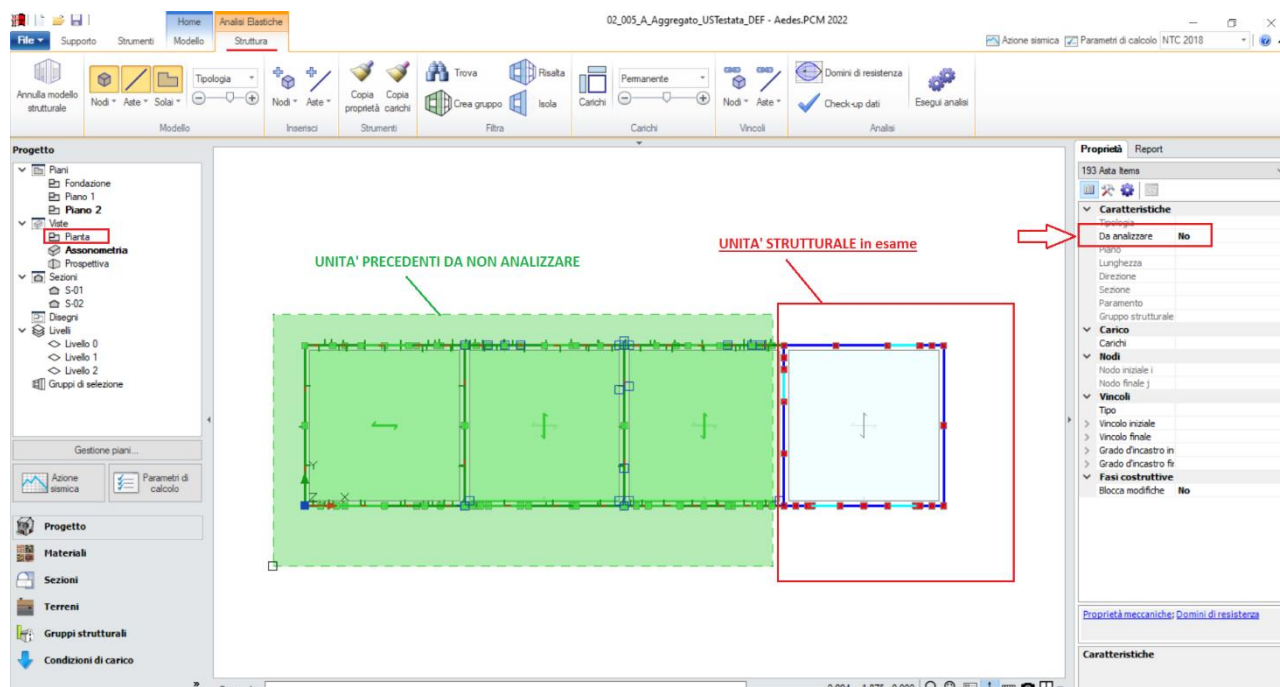 02_005_A_Aggregato_USTestata_DEF - Aedes.PCM 2022
Home Analisi Elastiche
File Supporto Strumenti Modello Struttura
Azione sismica Parametri di calcolo NTC 2018
Annulla modello strutturale
Nodi Aste Solai
Tipologia
Modello
Nodi Aste
Inserisci
Copia proprietà
Copia carichi
Strumenti
Trova
Crea gruppo
Risalta
Isola
Filtra
Carichi
Permanente
Carichi
Nodi Aste
Vincoli
Domini di resistenza
Check-up dati
Esegui analisi
Analisi
Progetto
Piani
Fondazione
Piano 1
Piano 2
Viste
Pianta
Assonometria
Prospettiva
Sezioni
S-01
S-02
Disegni
Livelli
Livello 0
Livello 1
Livello 2
Gruppi di selezione
Gestione piani...
Azione sismica
Parametri di calcolo
Progetto
Materiali
Sezioni
Terreni
Gruppi strutturali
Condizioni di carico
UNITA' PRECEDENTI DA NON ANALIZZARE
UNITA' STRUTTURALE in esame
Y
Z X
Proprietà Report
193 Asta Items
Caratteristiche
Tipologia
Da analizzare No
Piano
Lunghezza
Direzione
Sezione
Paramento
Gruppo strutturale
Carico
Carichi
Nodi
Nodo iniziale i
Nodo finale j
Vincoli
Tipo
Vincolo iniziale
Vincolo finale
Grado d'incastro in
Grado d'incastro fir
Fasi costruttive
Blocca modifiche No
Proprietà meccaniche; Domini di resistenza
Caratteristiche